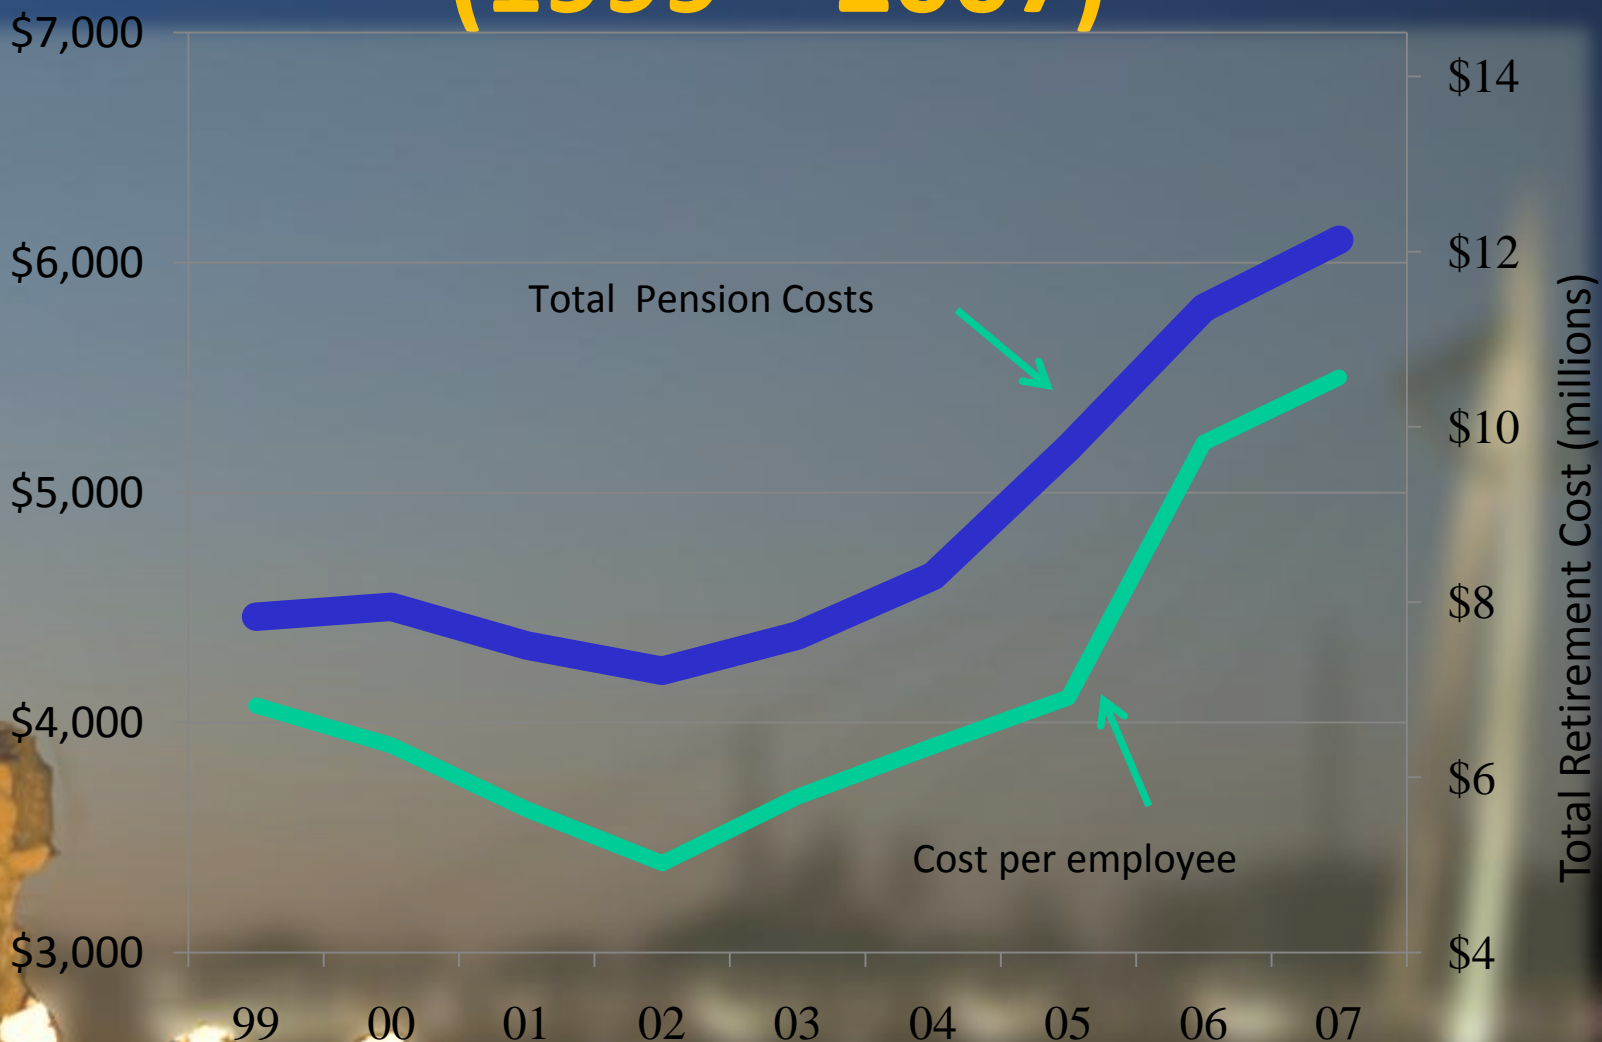 $7,000
$6,000
$5,000
$4,000
$3,000
Total Pension Costs
Cost per employee
$14
$12
$10
$8
$6
$4
Total Retirement Cost (millions)
99 00 01 02 03 04 05 06 07